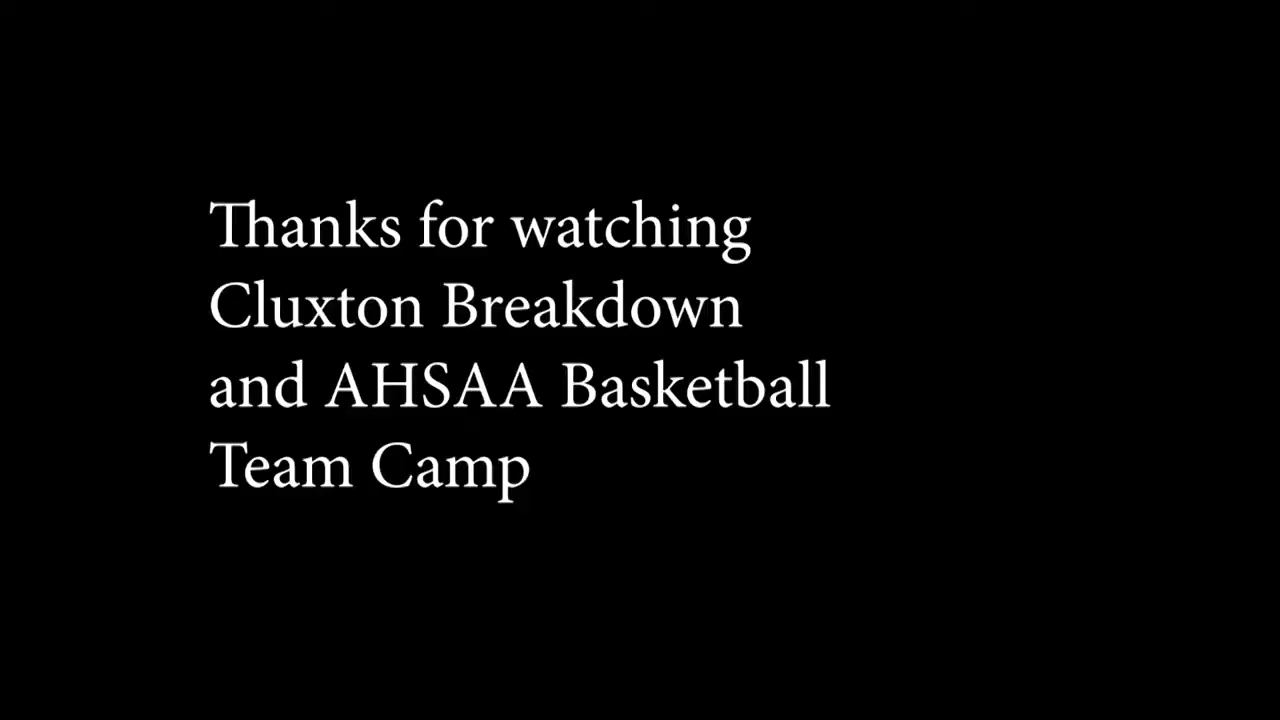 Thanks for watching
Cluxton Breakdown
and AHSAA Basketball
Team Camp